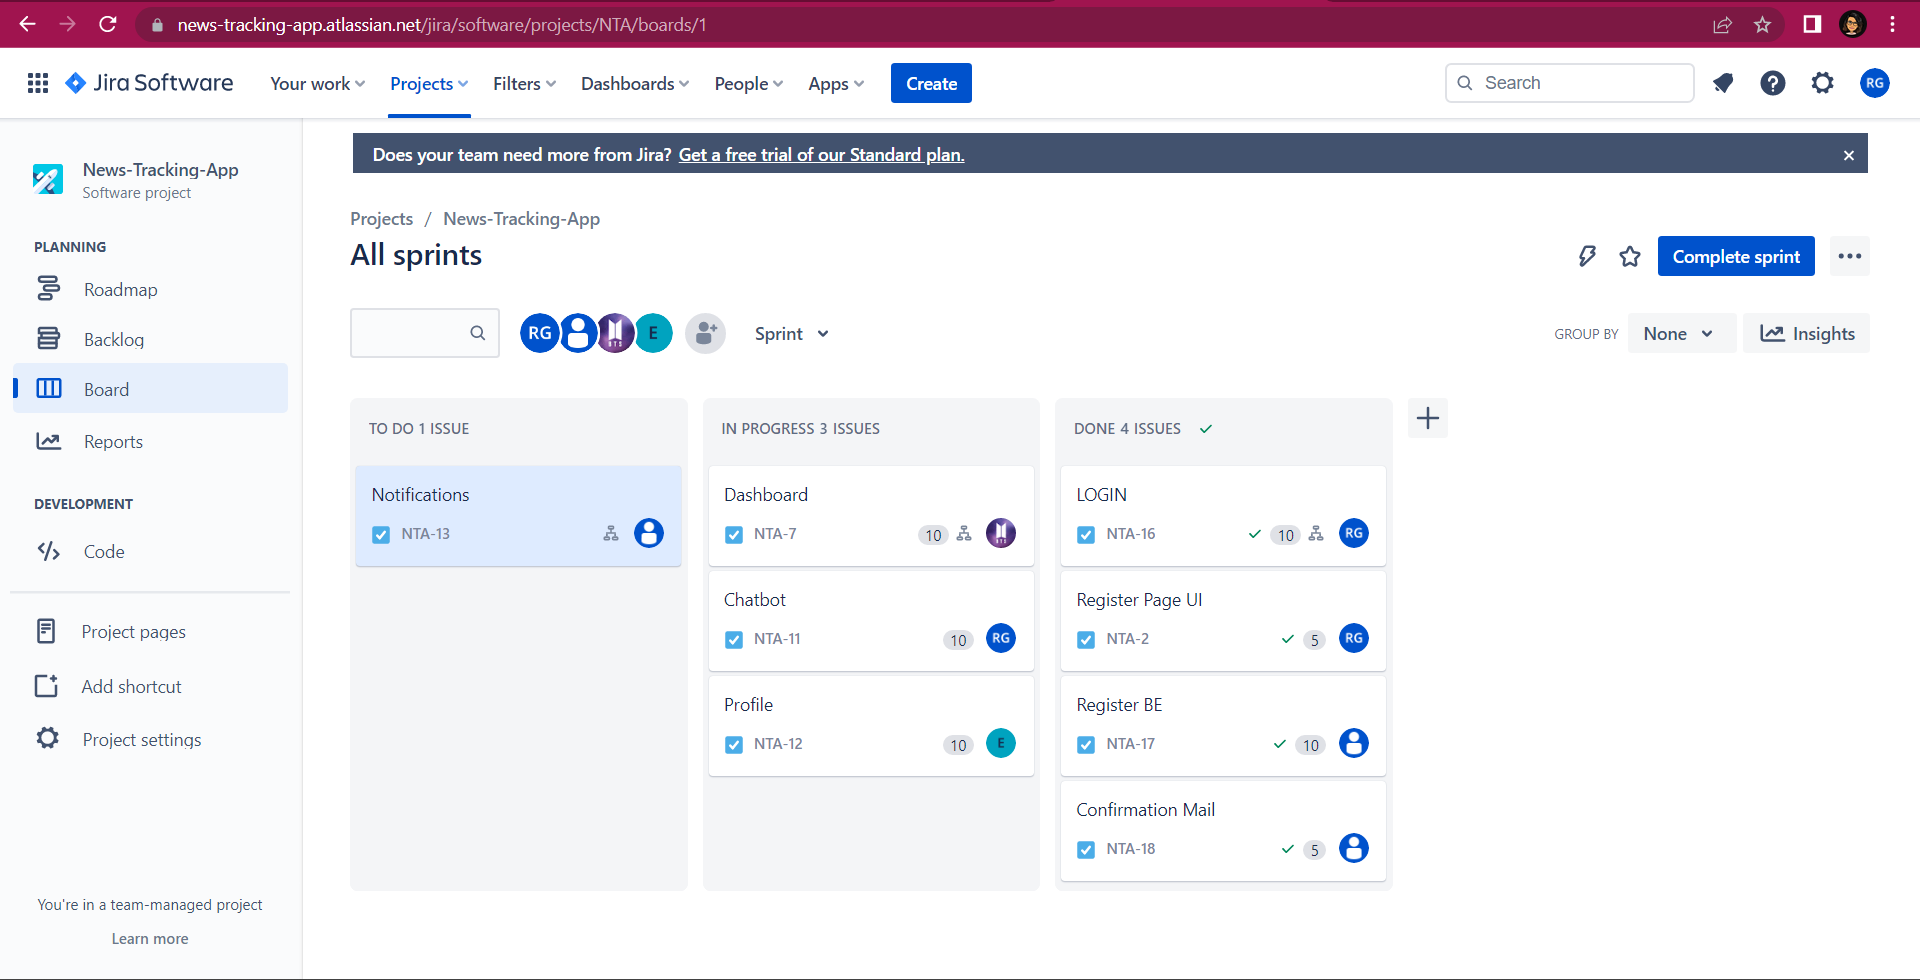 news-tracking-app.atlassian.net/jira/software/projects/NTA/boards/1
Jira Software
Your work
Projects
Filters
Dashboards
People
Apps
Create
Search
RG
News-Tracking-App
Software project
PLANNING
Roadmap
Backlog
Board
Reports
DEVELOPMENT
Code
Project pages
Add shortcut
Project settings
You're in a team-managed project
Learn more
Does your team need more from Jira? Get a free trial of our Standard plan.
Projects / News-Tracking-App
All sprints
Complete sprint
RG
BTS
E
Sprint
GROUP BY
None
Insights
TO DO 1 ISSUE
Notifications
NTA-13
IN PROGRESS 3 ISSUES
Dashboard
NTA-7
10
BTS
Chatbot
NTA-11
10
RG
Profile
NTA-12
10
E
DONE 4 ISSUES
LOGIN
NTA-16
10
RG
Register Page UI
NTA-2
5
RG
Register BE
NTA-17
10
Confirmation Mail
NTA-18
5